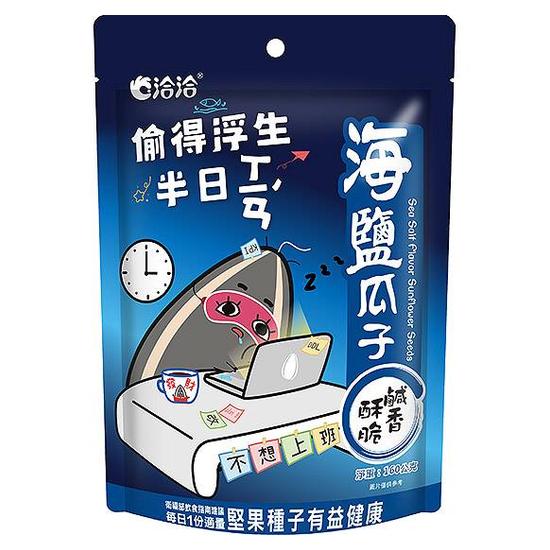 洽洽®
偷得浮生
半日ㄒㄧㄢˊ
海鹽瓜子
Sea Salt Flavor Sunflower Seeds
KPI
zzz
DDL
發財
不想上班
鹹香
酥脆
淨重：160公克
圖片僅供參考
衛福部飲食指南建議
每日1份適量 堅果種子有益健康